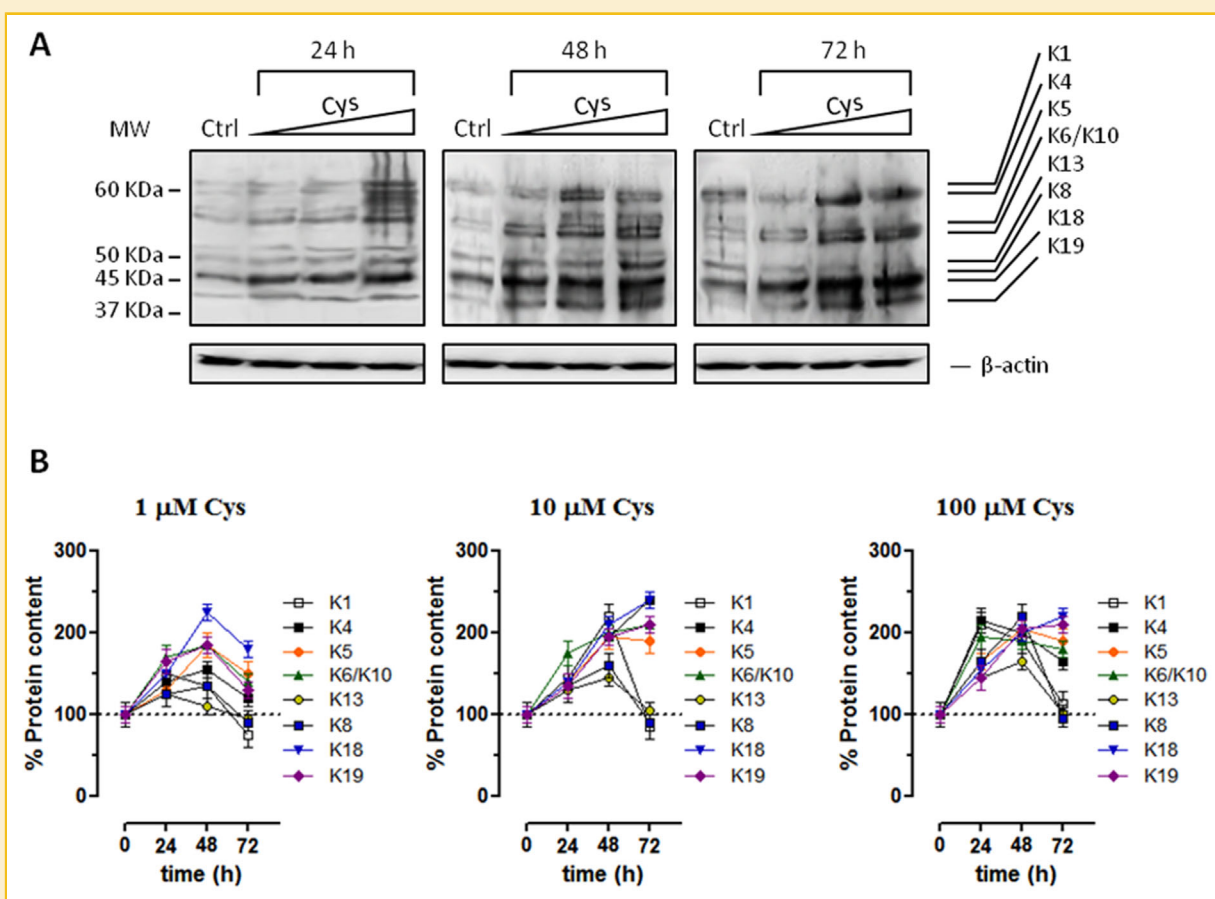 A
24 h
48 h
72 h
MW
Ctrl
Cys
Ctrl
Cys
Ctrl
Cys
60 KDa
50 KDa
45 KDa
37 KDa
K1
K4
K5
K6/K10
K13
K8
K18
K19
β-actin
B
1 μM Cys
% Protein content
300
200
100
0
0 24 48 72
time (h)
K1
K4
K5
K6/K10
K13
K8
K18
K19
10 μM Cys
% Protein content
300
200
100
0
0 24 48 72
time (h)
K1
K4
K5
K6/K10
K13
K8
K18
K19
100 μM Cys
% Protein content
300
200
100
0
0 24 48 72
time (h)
K1
K4
K5
K6/K10
K13
K8
K18
K19